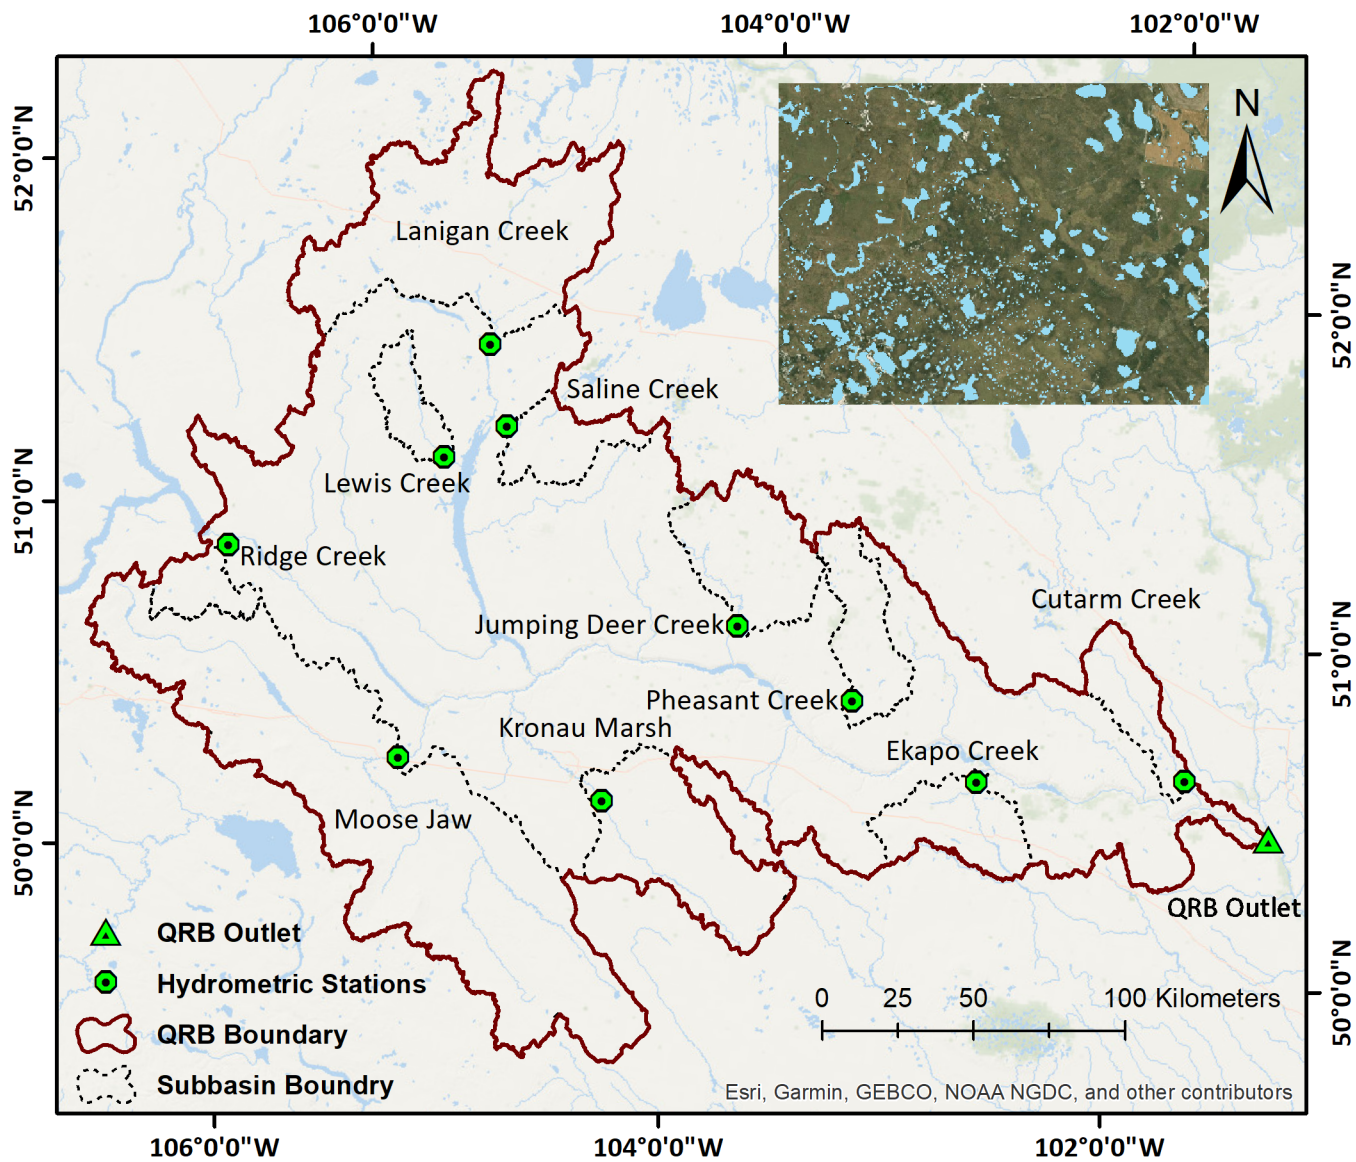 106°0'0"W
104°0'0"W
102°0'0"W
52°0'0"N
51°0'0"N
50°0'0"N
N
Lanigan Creek
Saline Creek
Lewis Creek
Ridge Creek
Cutarm Creek
Jumping Deer Creek
Pheasant Creek
Kronau Marsh
Ekapo Creek
Moose Jaw
QRB Outlet
52°0'0"N
51°0'0"N
50°0'0"N
QRB Outlet
Hydrometric Stations
QRB Boundary
Subbasin Boundry
0 25 50 100 Kilometers
Esri, Garmin, GEBCO, NOAA NGDC, and other contributors
106°0'0"W
104°0'0"W
102°0'0"W